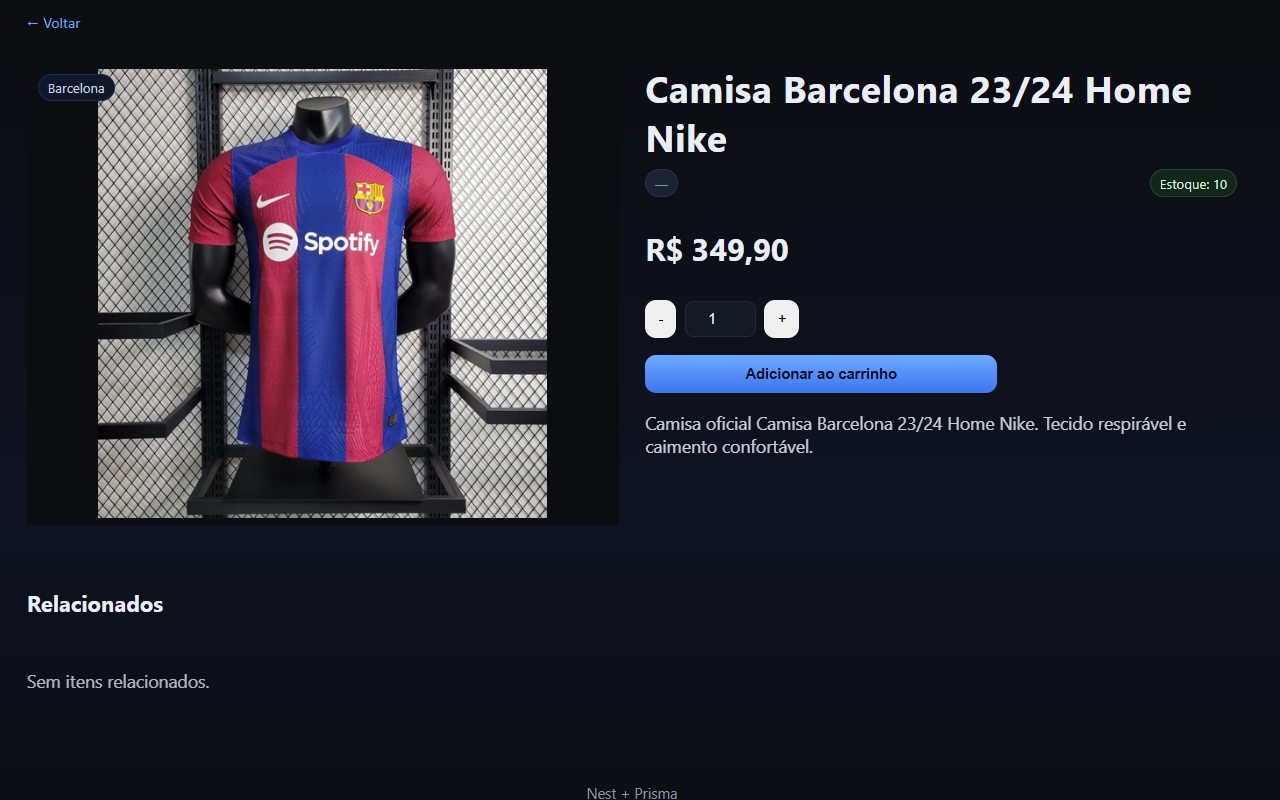 ← Voltar
Barcelona
Spotify
Camisa Barcelona 23/24 Home
Nike
—
Estoque: 10
R$ 349,90
-
1
+
Adicionar ao carrinho
Camisa oficial Camisa Barcelona 23/24 Home Nike. Tecido respirável e
caimento confortável.
Relacionados
Sem itens relacionados.
Nest + Prisma